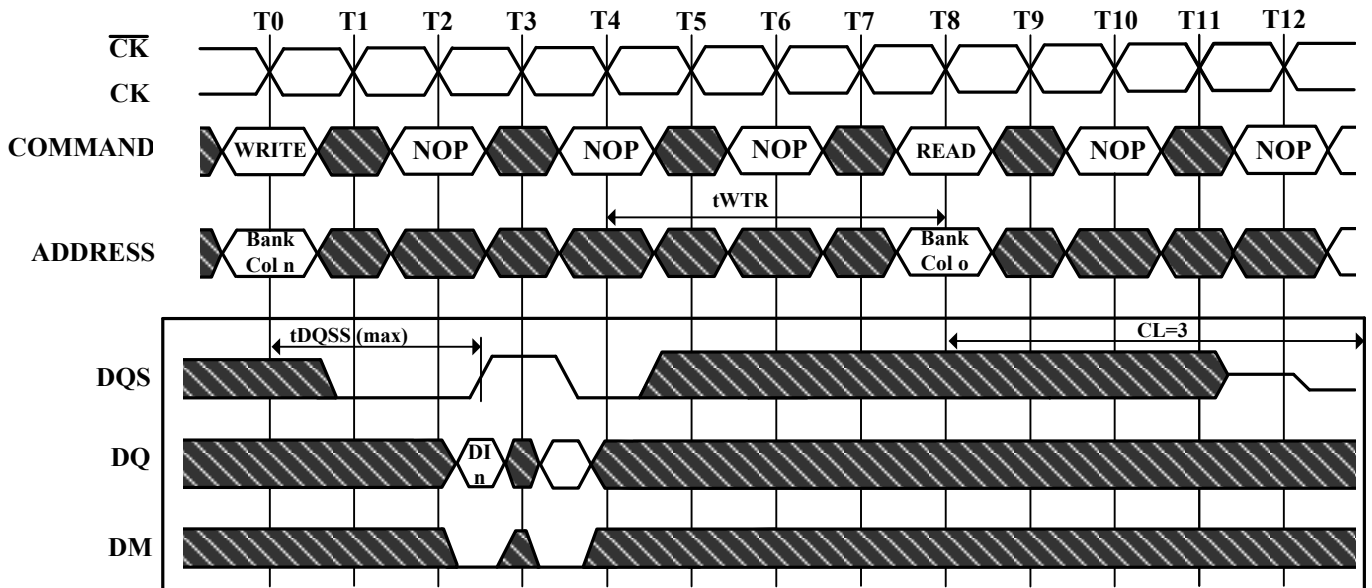 T0 T1 T2 T3 T4 T5 T6 T7 T8 T9 T10 T11 T12
CK
CK
COMMAND WRITE NOP NOP NOP READ NOP NOP
tWTR
ADDRESS Bank Col n Bank Col o
tDQSS (max) CL=3
DQS
DQ DI n
DM